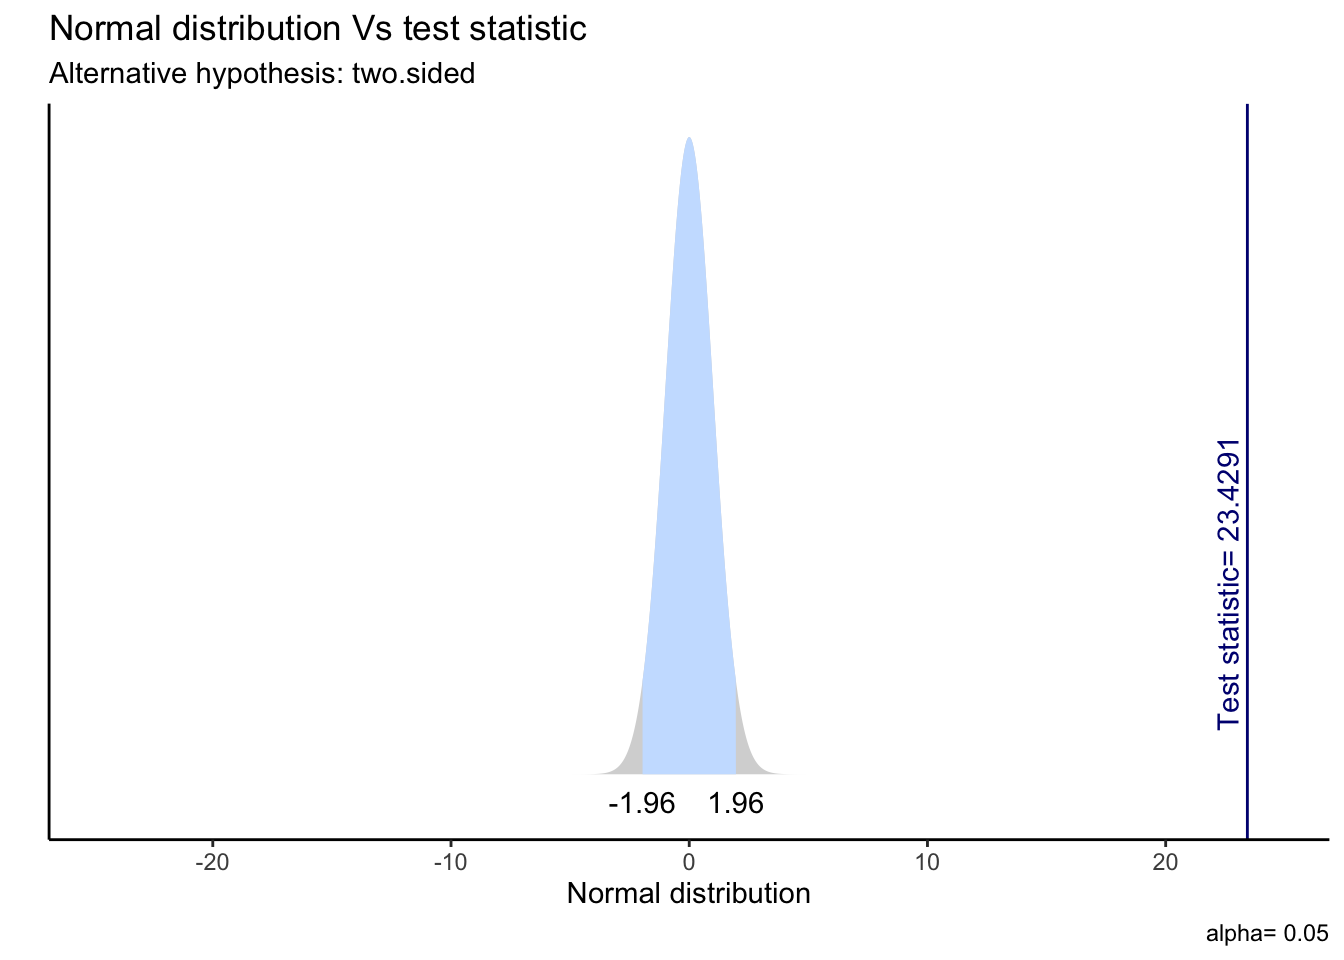 Normal distribution Vs test statistic
Alternative hypothesis: two.sided
Test statistic= 23.4291
-1.96 1.96
-20 -10 0 10 20
Normal distribution
alpha= 0.05